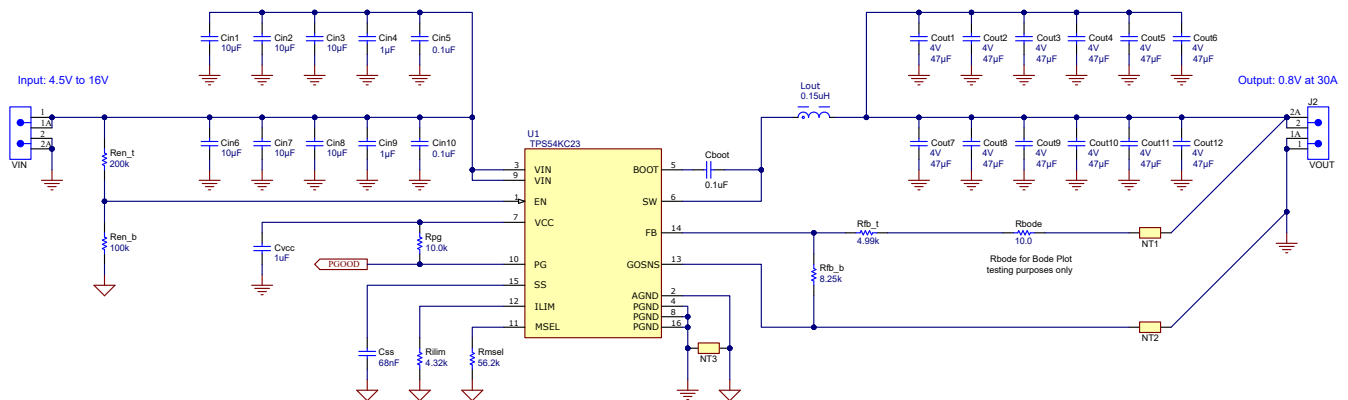 Cin1
10µF
Cin2
10µF
Cin3
10µF
Cin4
1µF
Cin5
0.1uF
Cout1
4V
47µF
Cout2
4V
47µF
Cout3
4V
47µF
Cout4
4V
47µF
Cout5
4V
47µF
Cout6
4V
47µF
Input: 4.5V to 16V
Output: 0.8V at 30A
Lout
0.15uH
1
1A
2
2A
VIN
Ren_t
200k
Cin6
10µF
Cin7
10µF
Cin8
10µF
Cin9
1µF
Cin10
0.1uF
U1
TPS54KC23
Cboot
0.1uF
Cout7
4V
47µF
Cout8
4V
47µF
Cout9
4V
47µF
Cout10
4V
47µF
Cout11
4V
47µF
Cout12
4V
47µF
J2
2A
2
1A
1
VOUT
3
VIN
9
VIN
1
EN
7
VCC
10
PG
15
SS
12
ILIM
11
MSEL
BOOT
5
SW
6
FB
14
GOSNS
13
AGND
2
PGND
4
PGND
8
PGND
16
Ren_b
100k
Cvcc
1uF
Rpg
10.0k
PGOOD
Rfb_t
4.99k
Rbode
10.0
NT1
Rbode for Bode Plot
testing purposes only
Rfb_b
8.25k
NT2
NT3
Css
68nF
Rilim
4.32k
Rmsel
56.2k